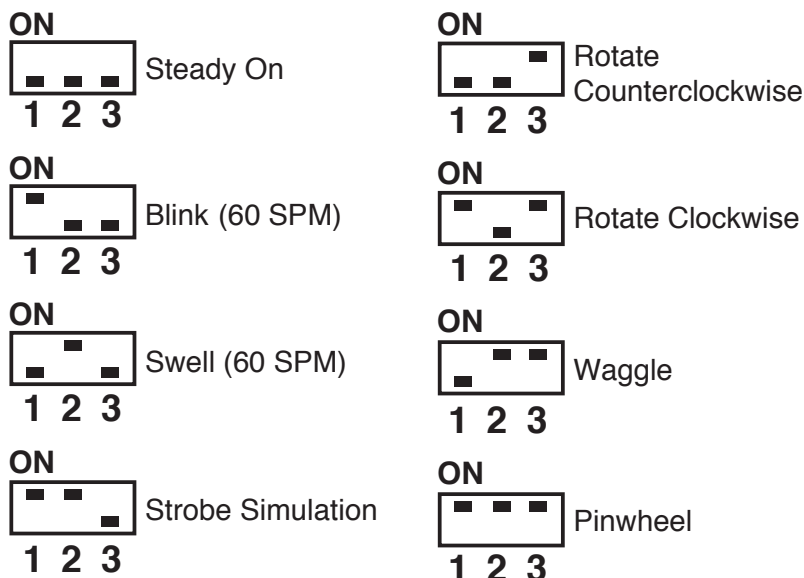 ON
Steady On
1 2 3
ON
Blink (60 SPM)
1 2 3
ON
Swell (60 SPM)
1 2 3
ON
Strobe Simulation
1 2 3
ON
Rotate
Counterclockwise
1 2 3
ON
Rotate Clockwise
1 2 3
ON
Waggle
1 2 3
ON
Pinwheel
1 2 3